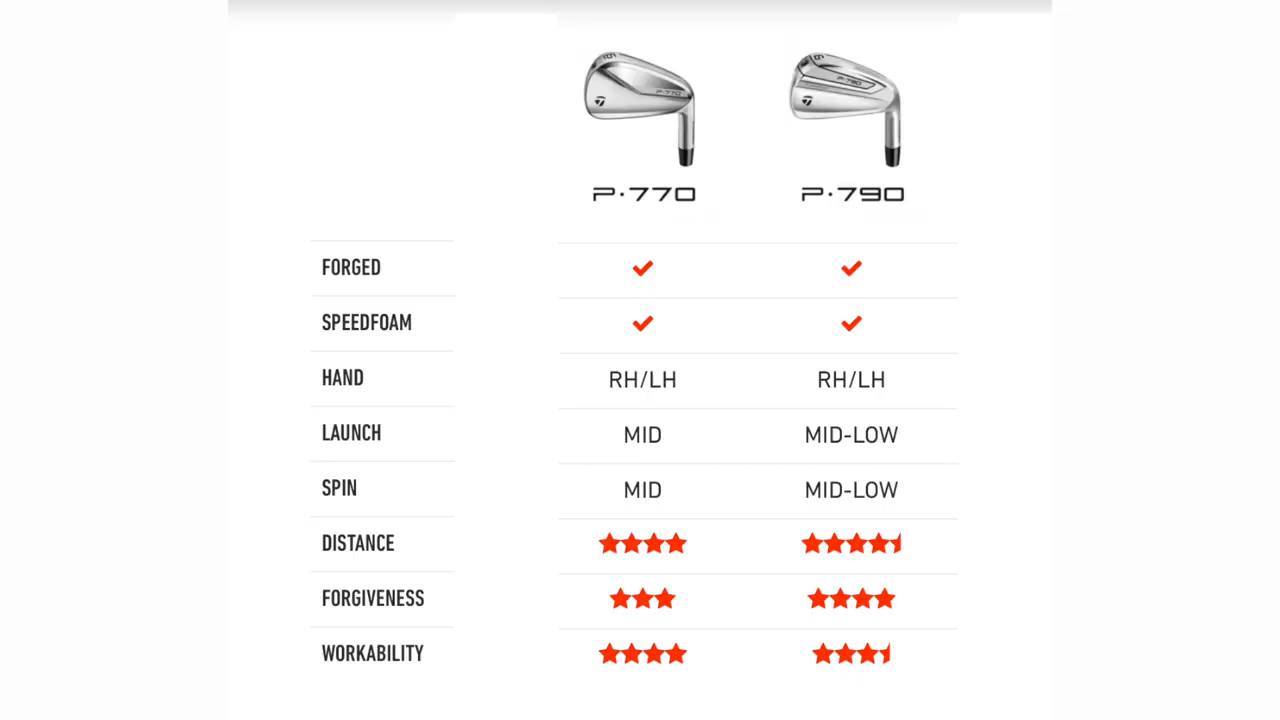 P·770 P·790
FORGED
SPEEDFOAM
HAND RH/LH RH/LH
LAUNCH MID MID-LOW
SPIN MID MID-LOW
DISTANCE
FORGIVENESS
WORKABILITY